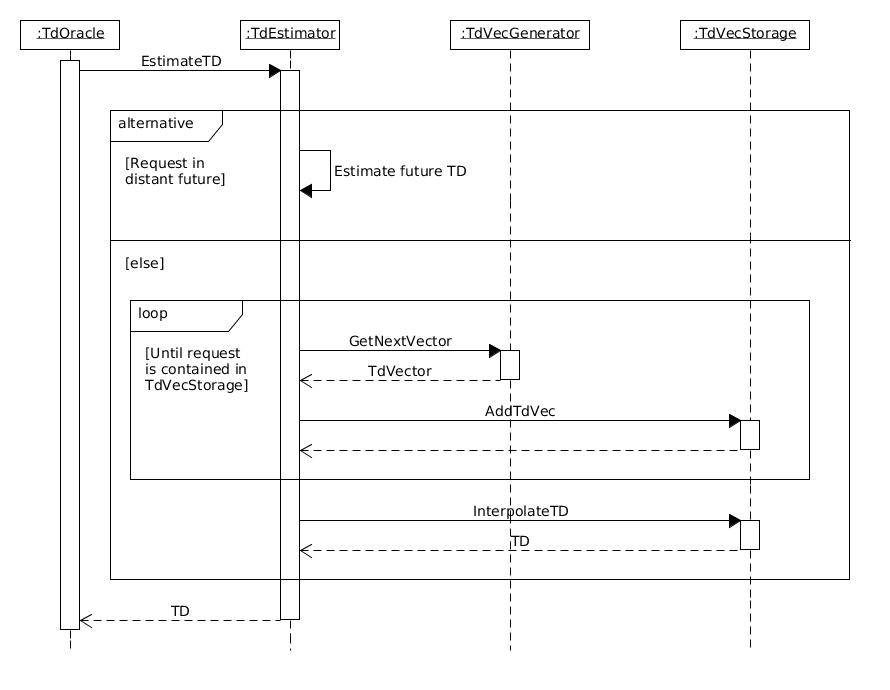 :TdOracle
:TdEstimator
:TdVecGenerator
:TdVecStorage
EstimateTD
alternative
[Request in
distant future]
Estimate future TD
[else]
loop
[Until request
is contained in
TdVecStorage]
GetNextVector
TdVector
AddTdVec
InterpolateTD
TD
TD